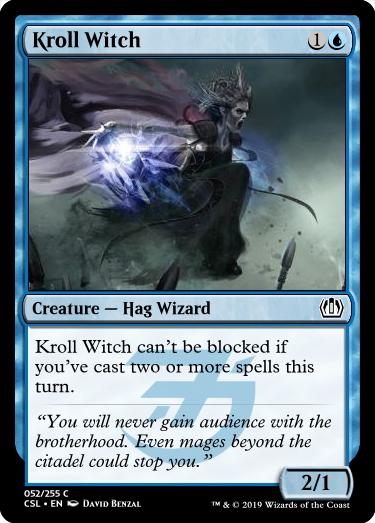 Kroll Witch 1
Creature — Hag Wizard
Kroll Witch can't be blocked if
you've cast two or more spells this
turn.
“You will never gain audience with the
brotherhood. Even mages beyond the
citadel could stop you.”
2/1
052/255 C
CSL • EN David Benzal
™ & © 2019 Wizards of the Coast